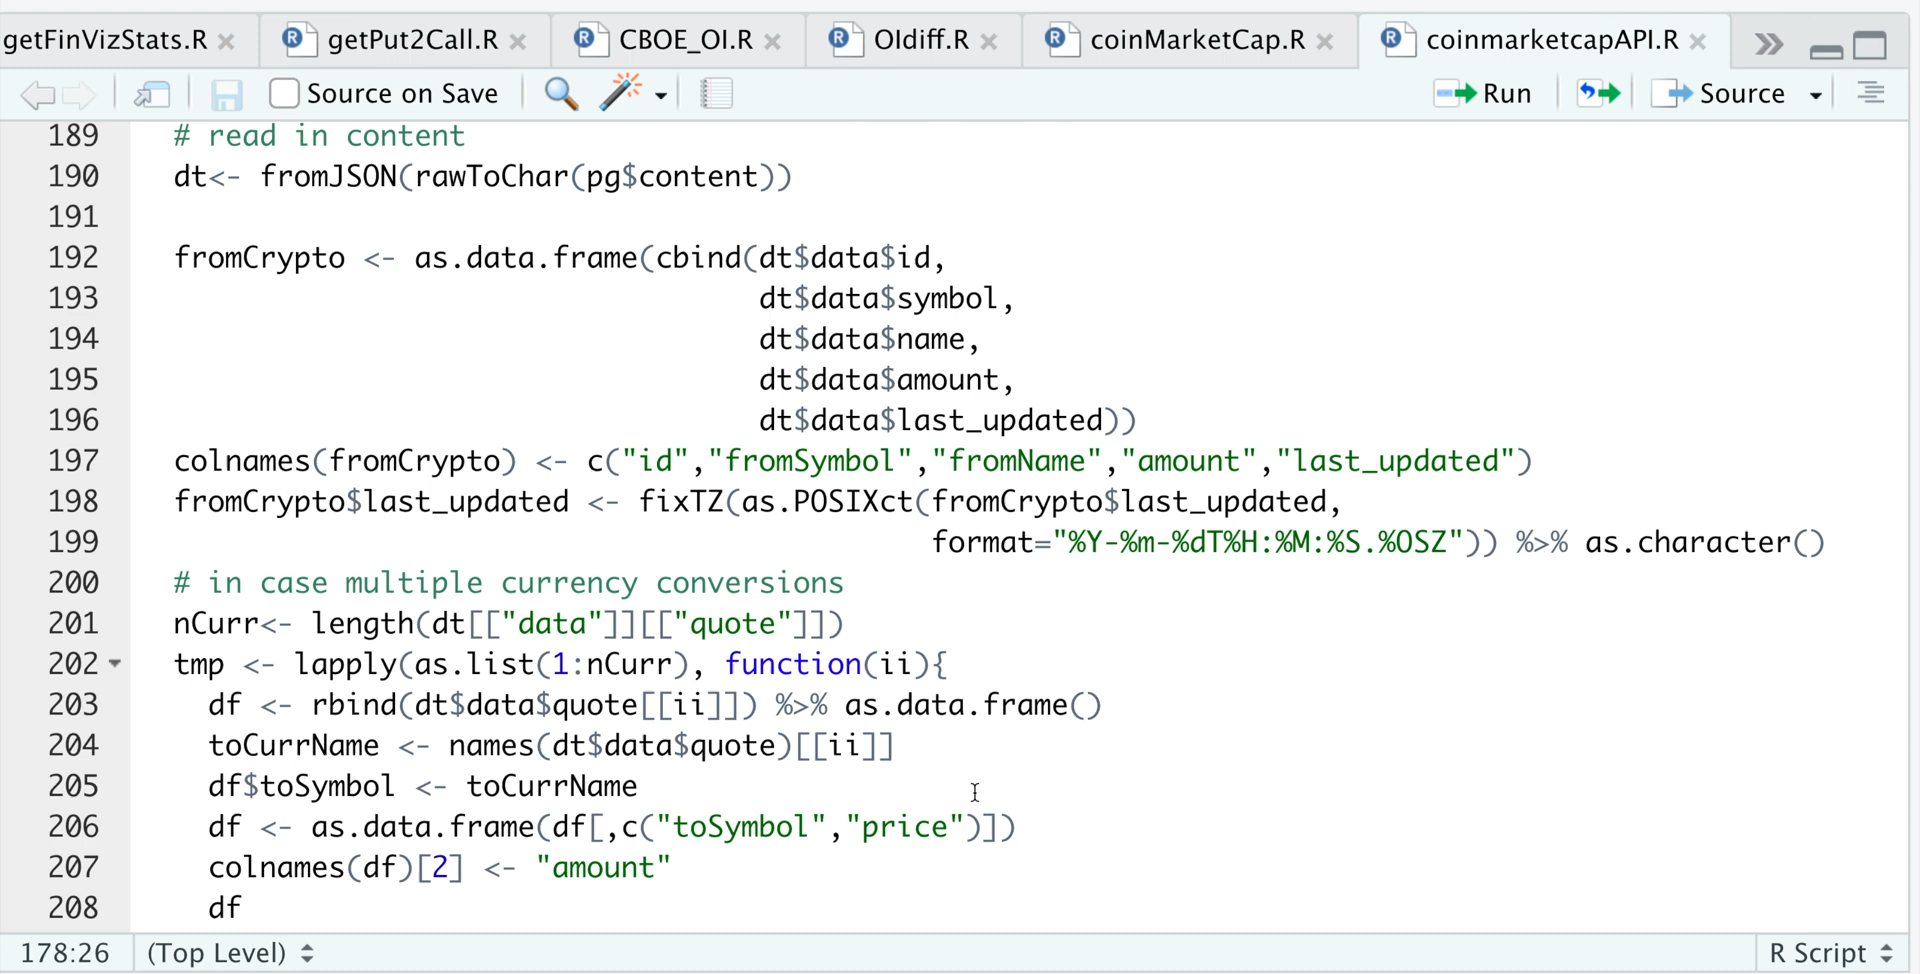 getFinVizStats.R × getPut2Call.R × CBOE_OI.R × OIdiff.R × coinMarketCap.R × coinmarketcapAPI.R ×
Source on Save Run Source
189 # read in content
190 dt<- fromJSON(rawToChar(pg$content))
191
192 fromCrypto <- as.data.frame(cbind(dt$data$id,
193 dt$data$symbol,
194 dt$data$name,
195 dt$data$amount,
196 dt$data$last_updated))
197 colnames(fromCrypto) <- c("id","fromSymbol","fromName","amount","last_updated")
198 fromCrypto$last_updated <- fixTZ(as.POSIXct(fromCrypto$last_updated,
199 format="%Y-%m-%dT%H:%M:%S.%OSZ")) %>% as.character()
200 # in case multiple currency conversions
201 nCurr<- length(dt[["data"]][["quote"]])
202 tmp <- lapply(as.list(1:nCurr), function(ii){
203 df <- rbind(dt$data$quote[[ii]]) %>% as.data.frame()
204 toCurrName <- names(dt$data$quote)[[ii]]
205 df$toSymbol <- toCurrName
206 df <- as.data.frame(df[,c("toSymbol","price")])
207 colnames(df)[2] <- "amount"
208 df
178:26 (Top Level) R Script